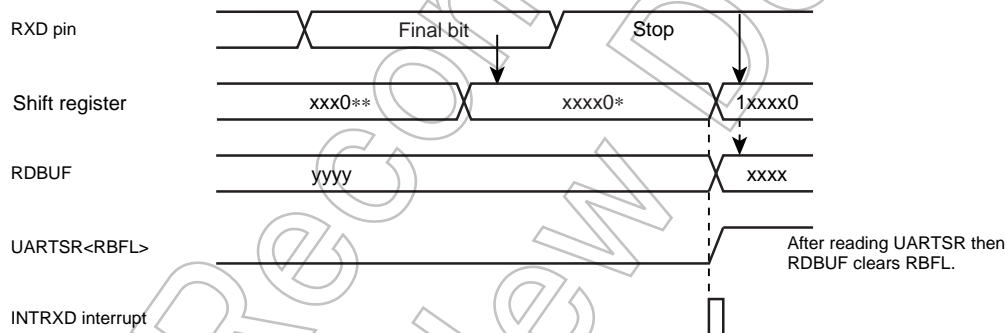 RXD pin
Final bit
Stop
Shift register
xxx0**
xxxx0*
1xxxx0
RDBUF
yyyy
xxxx
UARTSR<RBFL>
After reading UARTSR then
RDBUF clears RBFL.
INTRXD interrupt